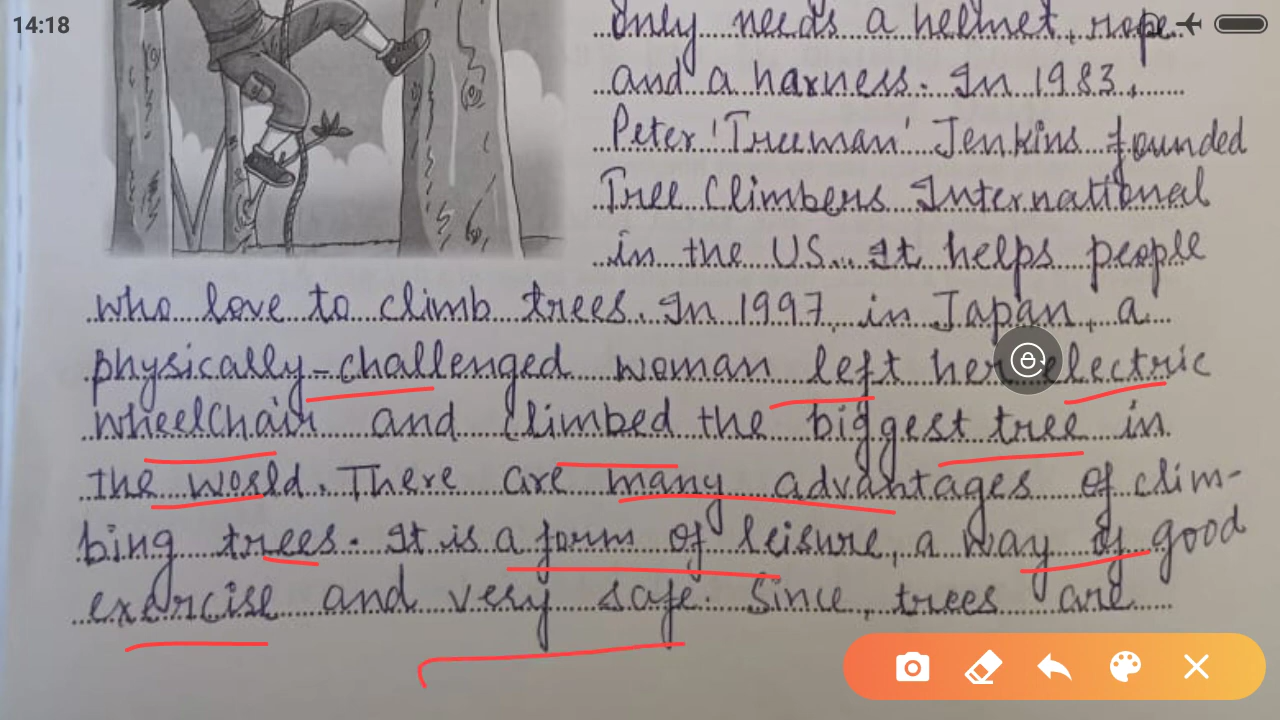 14:18
only needs a helmet, rope
and a harness. In 1983,
Peter 'Treeman' Jenkins founded
Tree Climbers International
in the US. It helps people
who love to climb trees. In 1997, in Japan, a
physically-challenged woman left her electric
wheelchair and climbed the biggest tree in
the world. There are many advantages of clim-
bing trees. It is a form of leisure, a way of good
exercise and very safe. Since, trees are